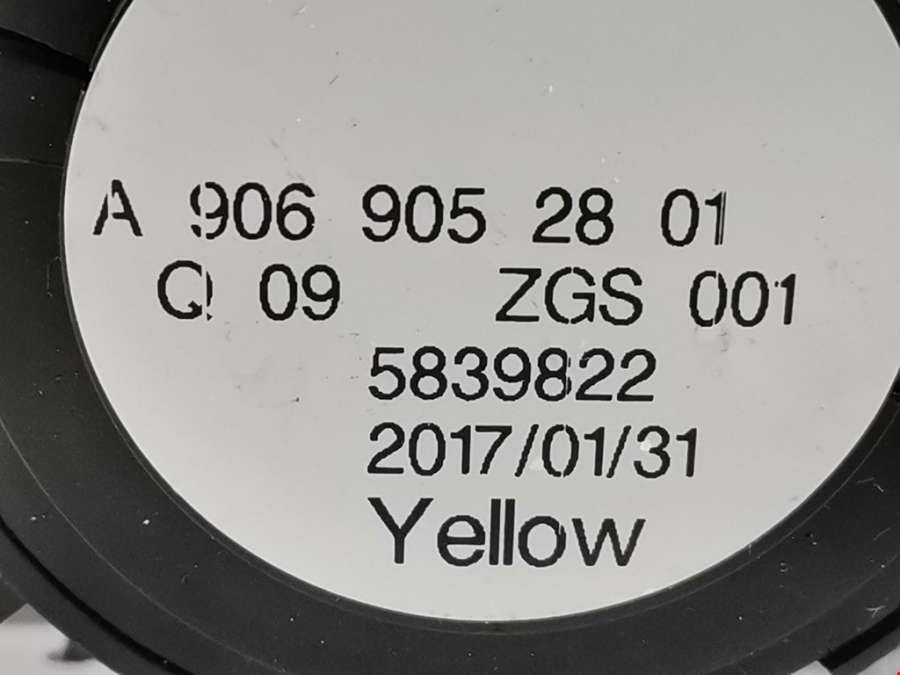 A 906 905 28 01
Q 09 ZGS 001
5839822
2017/01/31
Yellow